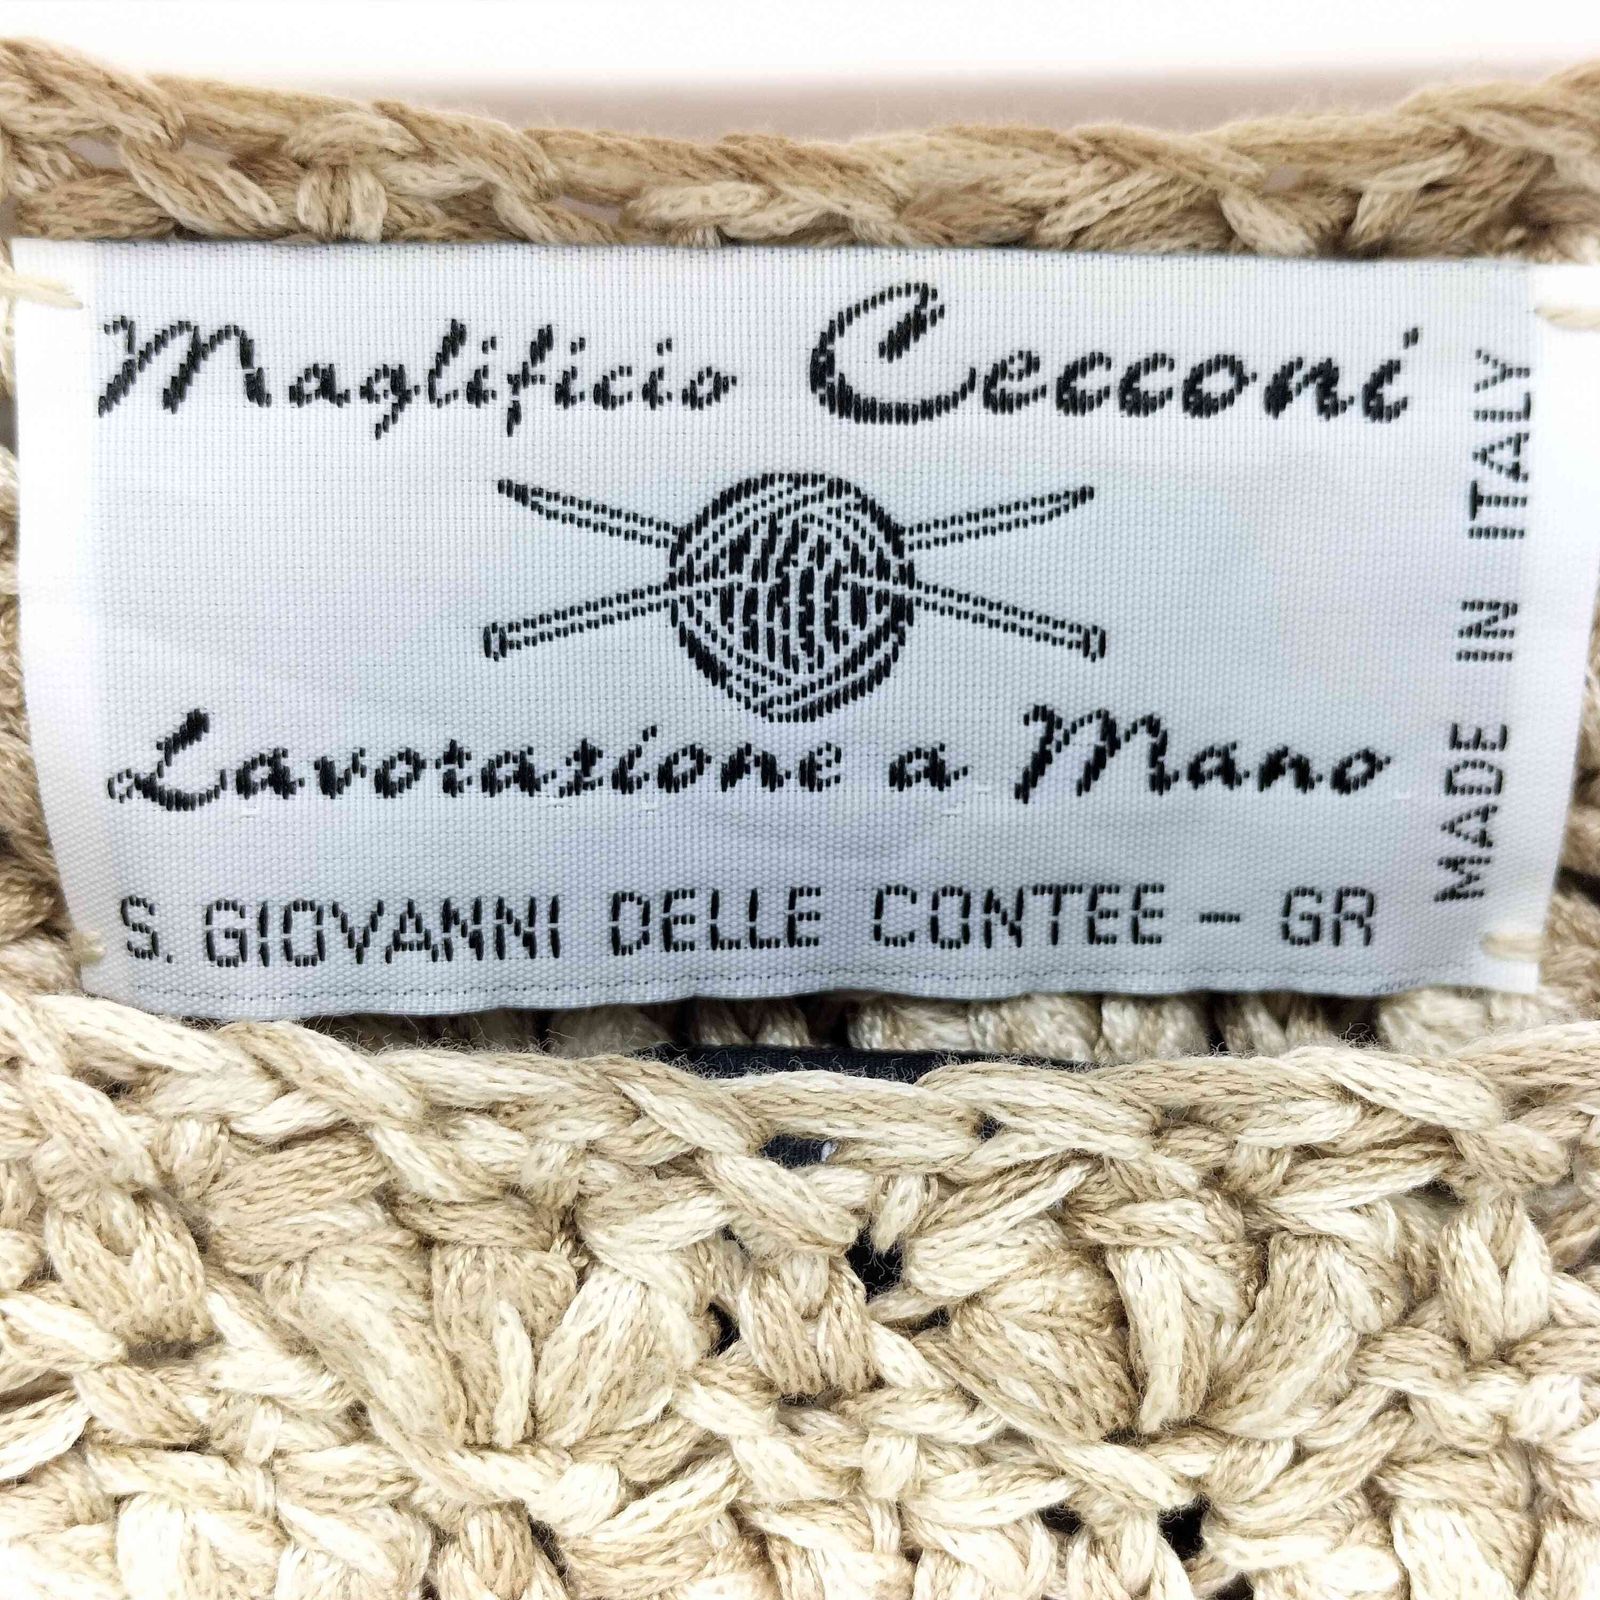 Maglificio Cecconi
Lavorazione a Mano
S. GIOVANNI DELLE CONTEE - GR
MADE IN ITALY